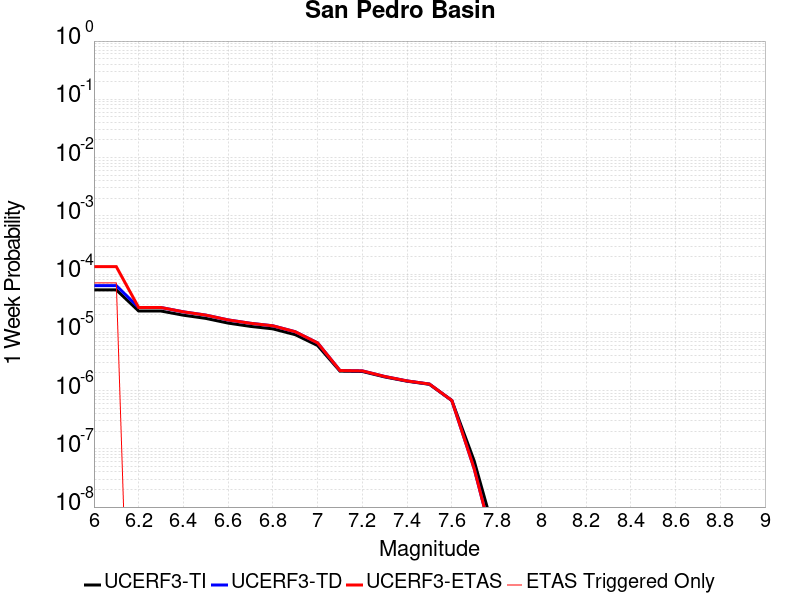 San Pedro Basin
10^0
10^-1
10^-2
10^-3
10^-4
10^-5
10^-6
10^-7
10^-8
1 Week Probability
6 6.2 6.4 6.6 6.8 7 7.2 7.4 7.6 7.8 8 8.2 8.4 8.6 8.8 9
Magnitude
UCERF3-TI UCERF3-TD UCERF3-ETAS ETAS Triggered Only